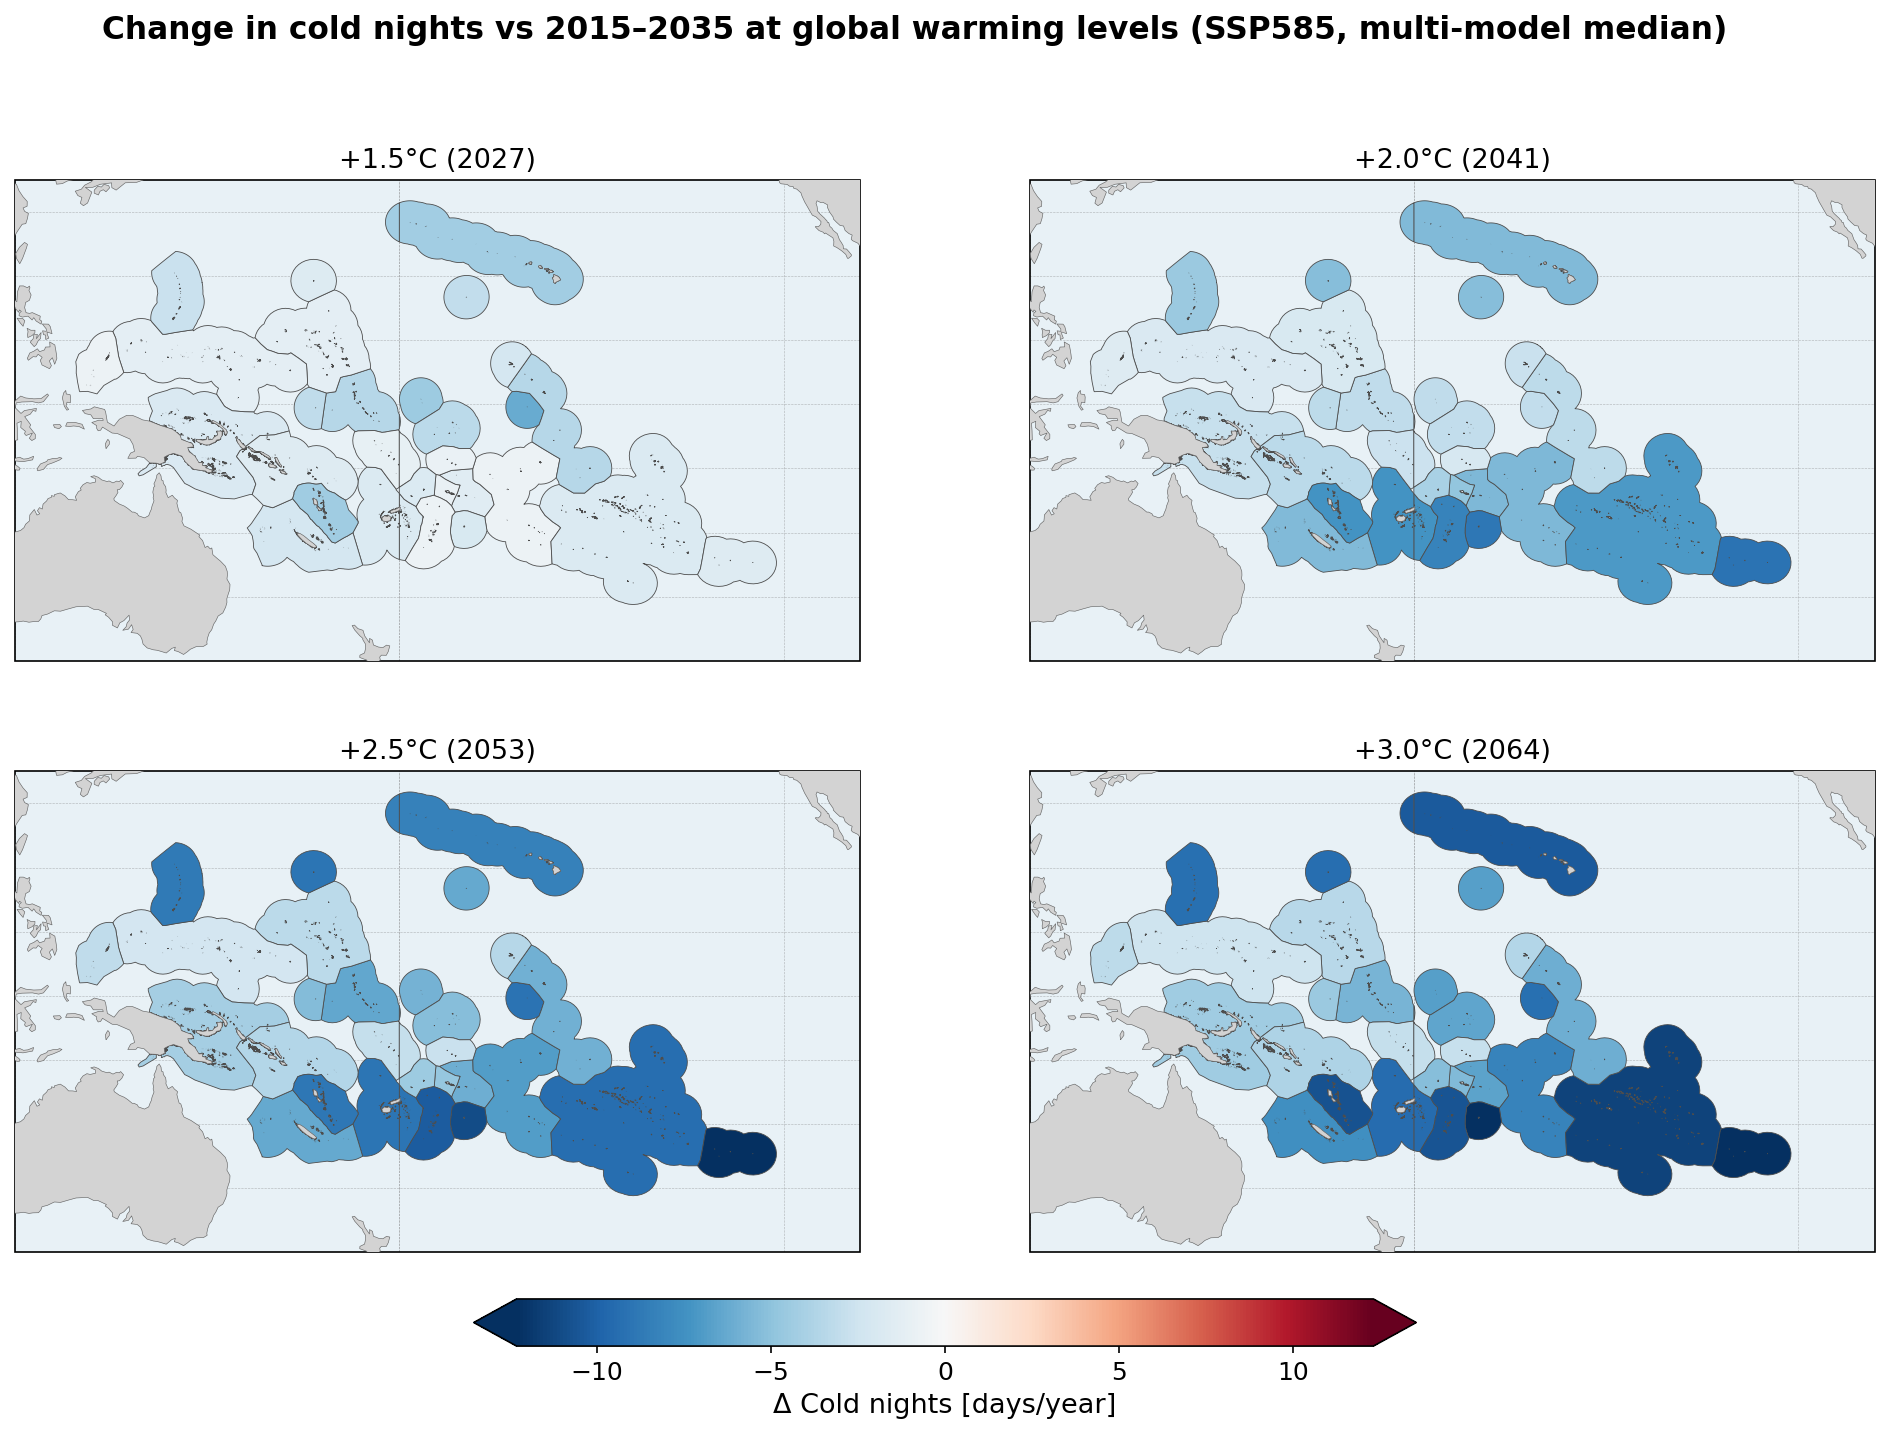 Change in cold nights vs 2015–2035 at global warming levels (SSP585, multi-model median)
+1.5°C (2027)
+2.0°C (2041)
+2.5°C (2053)
+3.0°C (2064)
−10 −5 0 5 10
Δ Cold nights [days/year]